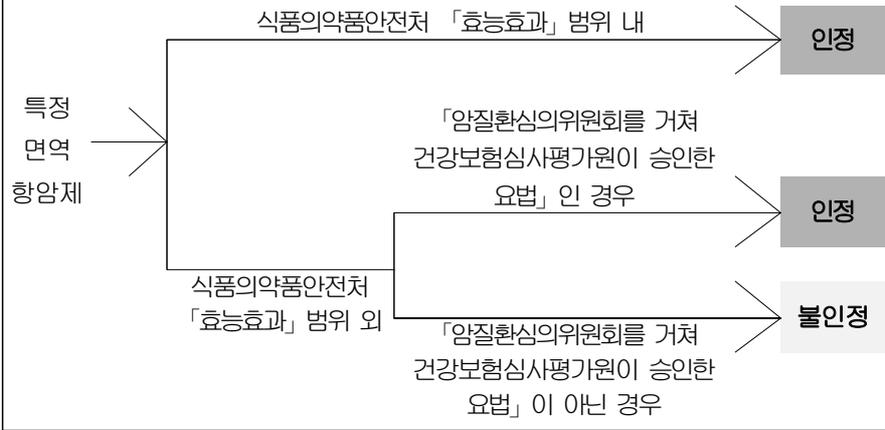 식품의약품안전처 「효능효과」 범위 내
인정
특정
면역
항암제
「암질환심의위원회를 거쳐
건강보험심사평가원이 승인한
요법」 인 경우
인정
식품의약품안전처
「효능효과」 범위 외
불인정
「암질환심의위원회를 거쳐
건강보험심사평가원이 승인한
요법」 이 아닌 경우